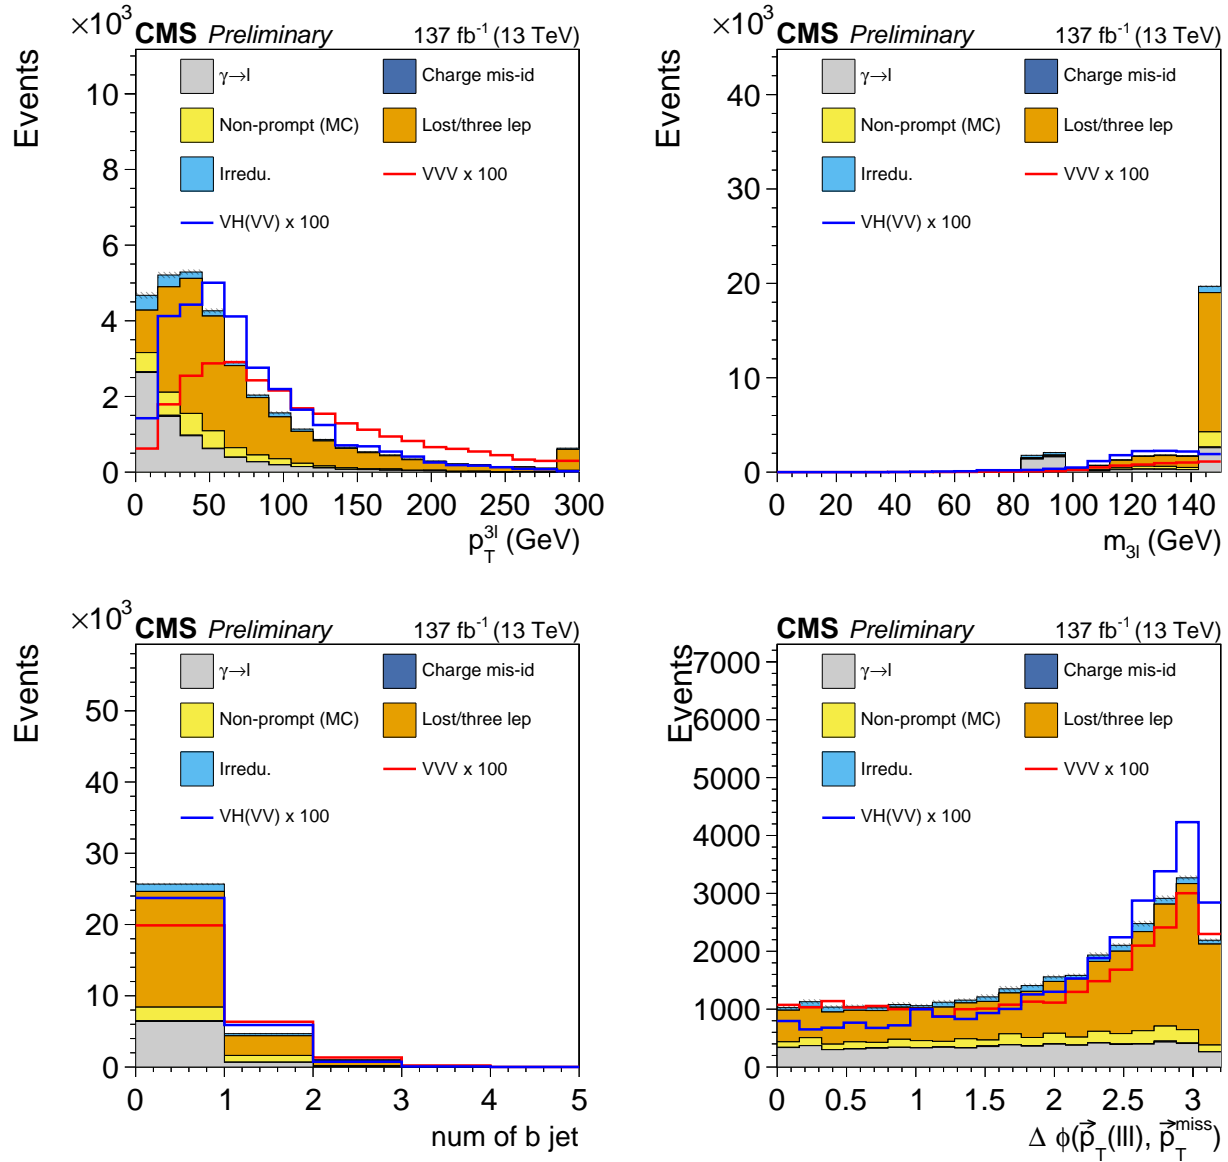 ×10³ CMS Preliminary 137 fb⁻¹ (13 TeV)
Events
γ→l Charge mis-id
Non-prompt (MC) Lost/three lep
Irredu. VVV x 100
VH(VV) x 100
10
8
6
4
2
0
0 50 100 150 200 250 300
p_T^{3l} (GeV)
×10³ CMS Preliminary 137 fb⁻¹ (13 TeV)
Events
γ→l Charge mis-id
Non-prompt (MC) Lost/three lep
Irredu. VVV x 100
VH(VV) x 100
40
30
20
10
0
0 20 40 60 80 100 120 140
m_{3l} (GeV)
×10³ CMS Preliminary 137 fb⁻¹ (13 TeV)
Events
γ→l Charge mis-id
Non-prompt (MC) Lost/three lep
Irredu. VVV x 100
VH(VV) x 100
50
40
30
20
10
0
0 1 2 3 4 5
num of b jet
CMS Preliminary 137 fb⁻¹ (13 TeV)
Events
γ→l Charge mis-id
Non-prompt (MC) Lost/three lep
Irredu. VVV x 100
VH(VV) x 100
7000
6000
5000
4000
3000
2000
1000
0
0 0.5 1 1.5 2 2.5 3
Δ ϕ(p⃗_T(lll), p⃗_T^{miss})